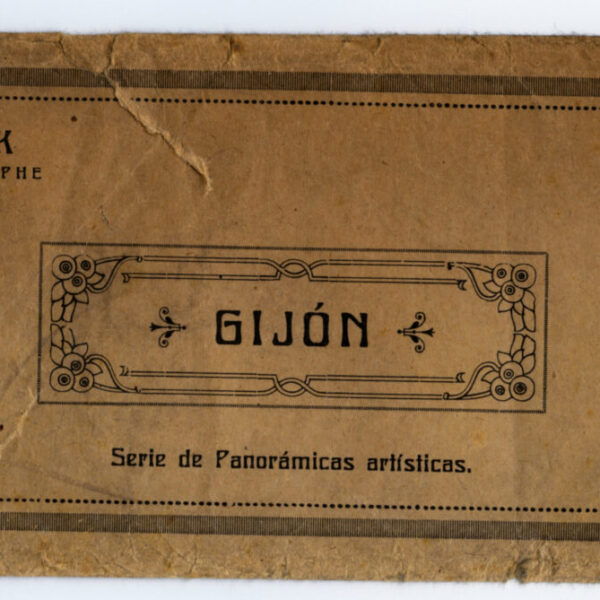 K
PHE
GIJÓN
Serie de Panorámicas artísticas.